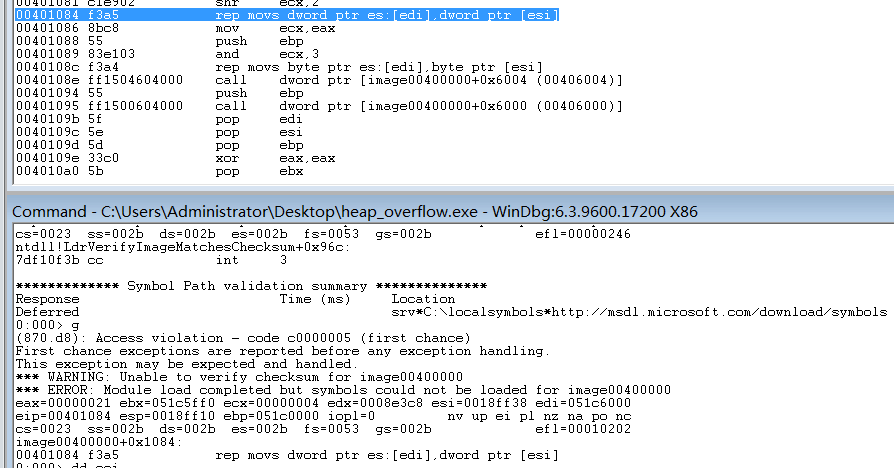 00401081 c1e902 shr ecx,2
00401084 f3a5 rep movs dword ptr es:[edi],dword ptr [esi]
00401086 8bc8 mov ecx,eax
00401088 55 push ebp
00401089 83e103 and ecx,3
0040108c f3a4 rep movs byte ptr es:[edi],byte ptr [esi]
0040108e ff1504604000 call dword ptr [image00400000+0x6004 (00406004)]
00401094 55 push ebp
00401095 ff1500604000 call dword ptr [image00400000+0x6000 (00406000)]
0040109b 5f pop edi
0040109c 5e pop esi
0040109d 5d pop ebp
0040109e 33c0 xor eax,eax
004010a0 5b pop ebx
Command - C:\Users\Administrator\Desktop\heap_overflow.exe - WinDbg:6.3.9600.17200 X86
cs=0023 ss=002b ds=002b es=002b fs=0053 gs=002b efl=00000246
ntdll!LdrVerifyImageMatchesChecksum+0x96c:
7df10f3b cc int 3
************* Symbol Path validation summary **************
Response Time (ms) Location
Deferred srv*C:\localsymbols*http://msdl.microsoft.com/download/symbols
0:000> g
(870.d8): Access violation - code c0000005 (first chance)
First chance exceptions are reported before any exception handling.
This exception may be expected and handled.
*** WARNING: Unable to verify checksum for image00400000
*** ERROR: Module load completed but symbols could not be loaded for image00400000
eax=00000021 ebx=051c5ff0 ecx=00000004 edx=0008e3c8 esi=0018ff38 edi=051c6000
eip=00401084 esp=0018ff10 ebp=051c0000 iopl=0 nv up ei pl nz na po nc
cs=0023 ss=002b ds=002b es=002b fs=0053 gs=002b efl=00010202
image00400000+0x1084:
00401084 f3a5 rep movs dword ptr es:[edi],dword ptr [esi]
0:000> dd esi